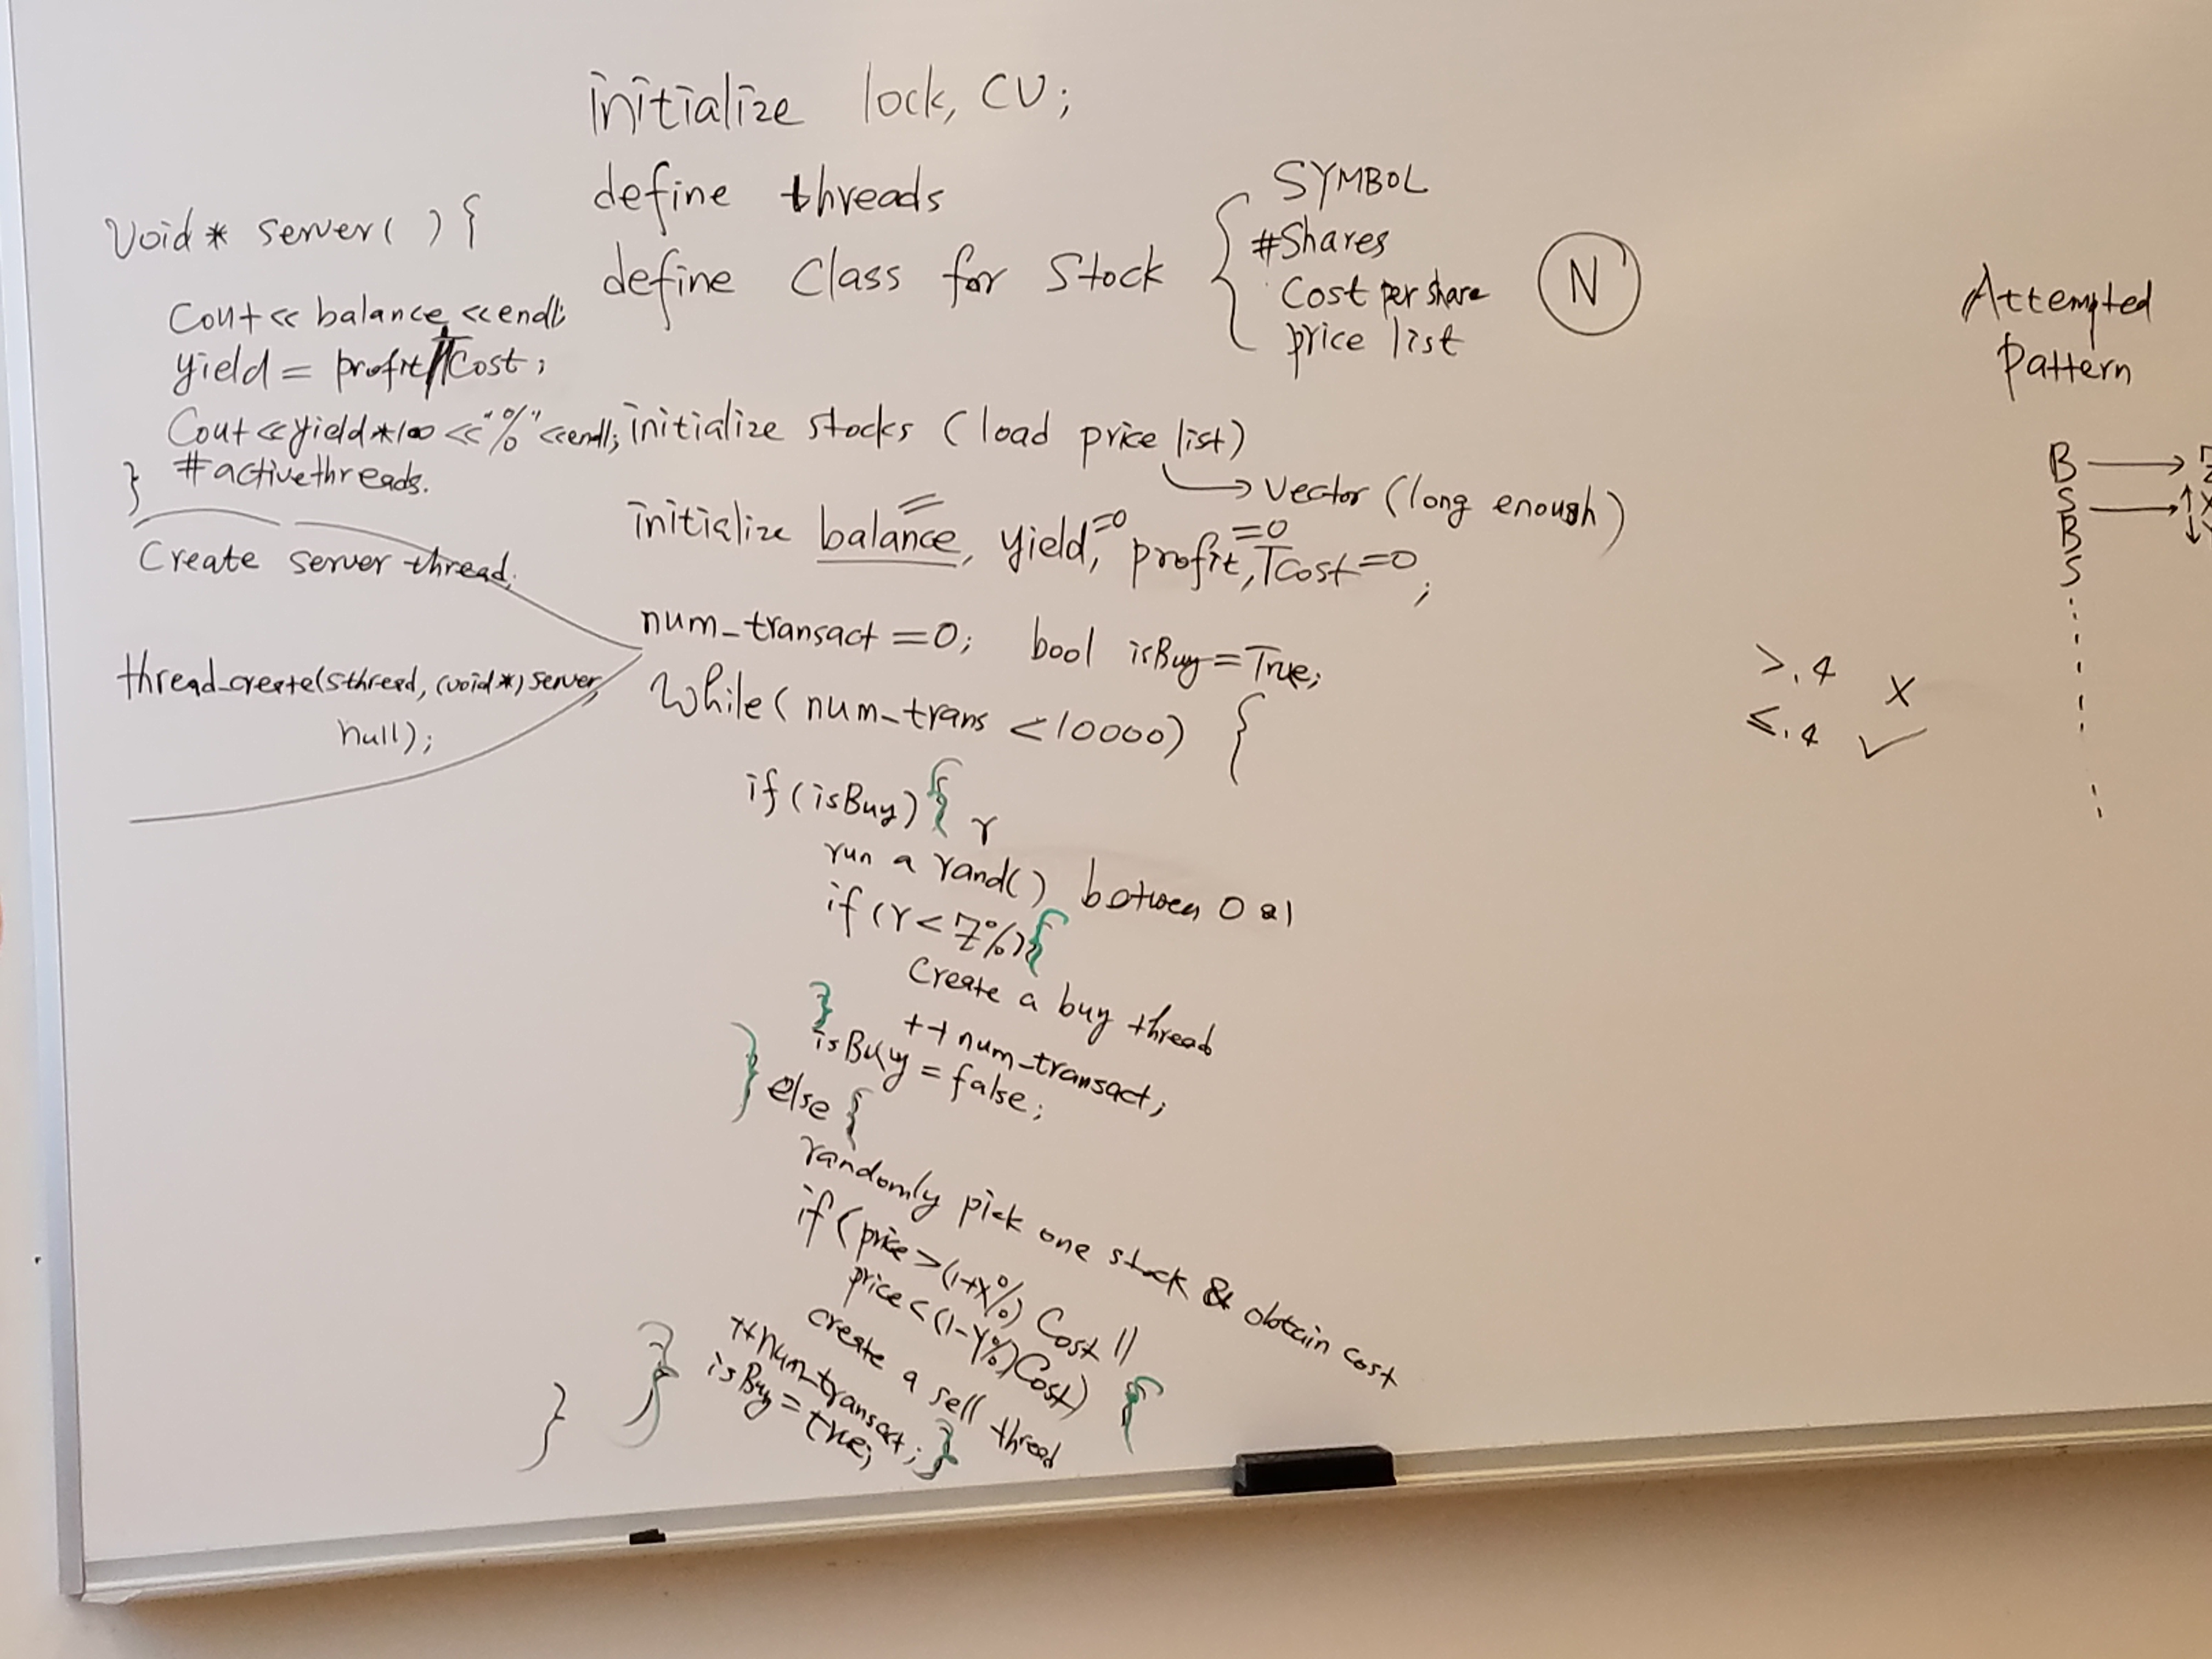 initialize lock, CV;
define threads
define Class for Stock { SYMBOL
#Shares
Cost per share
price list
N
Void* server( ) {
Cout << balance << endl;
yield = profit/TCost;
Cout << yield*100 << "%" << endl;
#activethreads.
}
Create server thread;
thread_create(sthread, (void*) server,
null);
initialize stocks (load price list)
→ vector (long enough)
initialize balance, yield=0, profit=0, TCost=0;
num_transact=0; bool isBuy=True;
While( num_trans <10000) {
if (isBuy) { r
run a rand() between 0 & 1
if (r < Z%) {
Create a buy thread
++num_transact;
}
isBuy = false;
} else {
randomly pick one stock & obtain cost
if (price > (1+X%) Cost ||
price < (1-Y%) Cost) {
create a sell thread
++num_transact; }
isBuy = true;
}
}
>.4 X
≤.4 ✓
Attempted
Pattern
B → Z
S → ↑X
B ↓Y
S